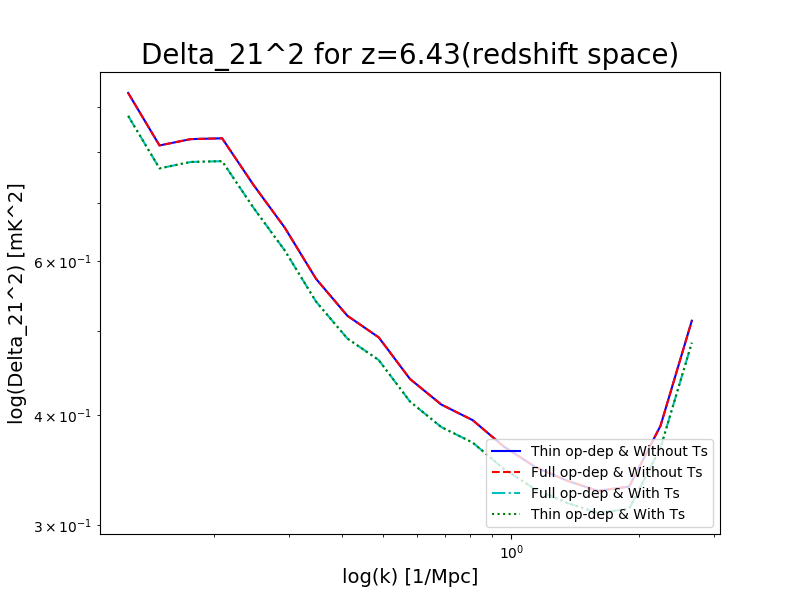 Delta_21^2 for z=6.43(redshift space)
log(Delta_21^2) [mK^2]
6 × 10⁻¹
4 × 10⁻¹
3 × 10⁻¹
Thin op-dep & Without Ts
Full op-dep & Without Ts
Full op-dep & With Ts
Thin op-dep & With Ts
10⁰
log(k) [1/Mpc]